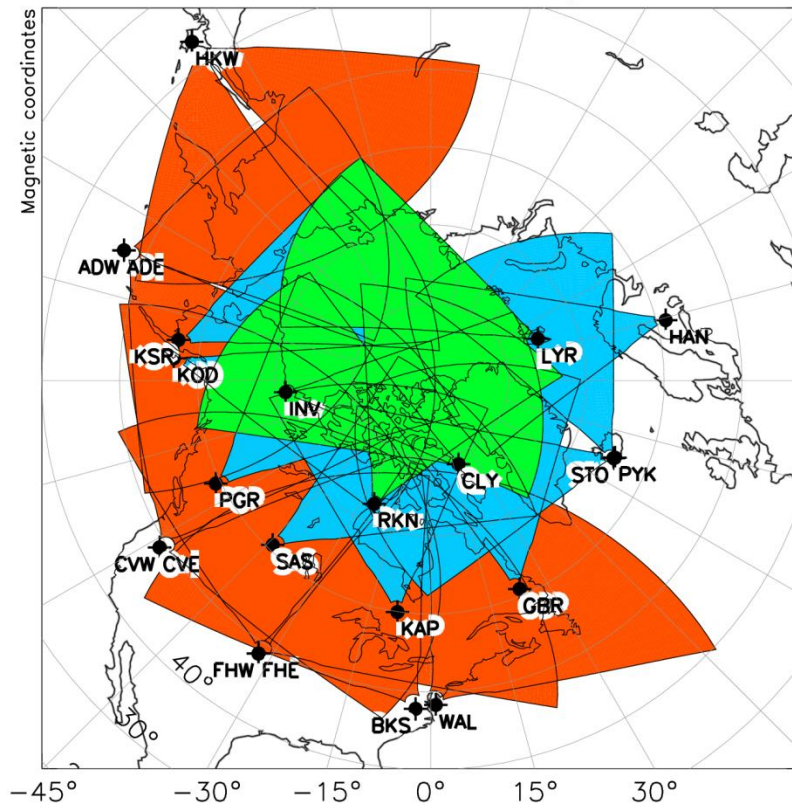 Magnetic coordinates
HKW
ADW ADE
KSR
KOD
HAN
LYR
INV
STO PYK
CLY
PGR
RKN
CVW CVE
SAS
GBR
KAP
FHW FHE
40°
BKS
WAL
-45°
-30°
-15°
0°
15°
30°